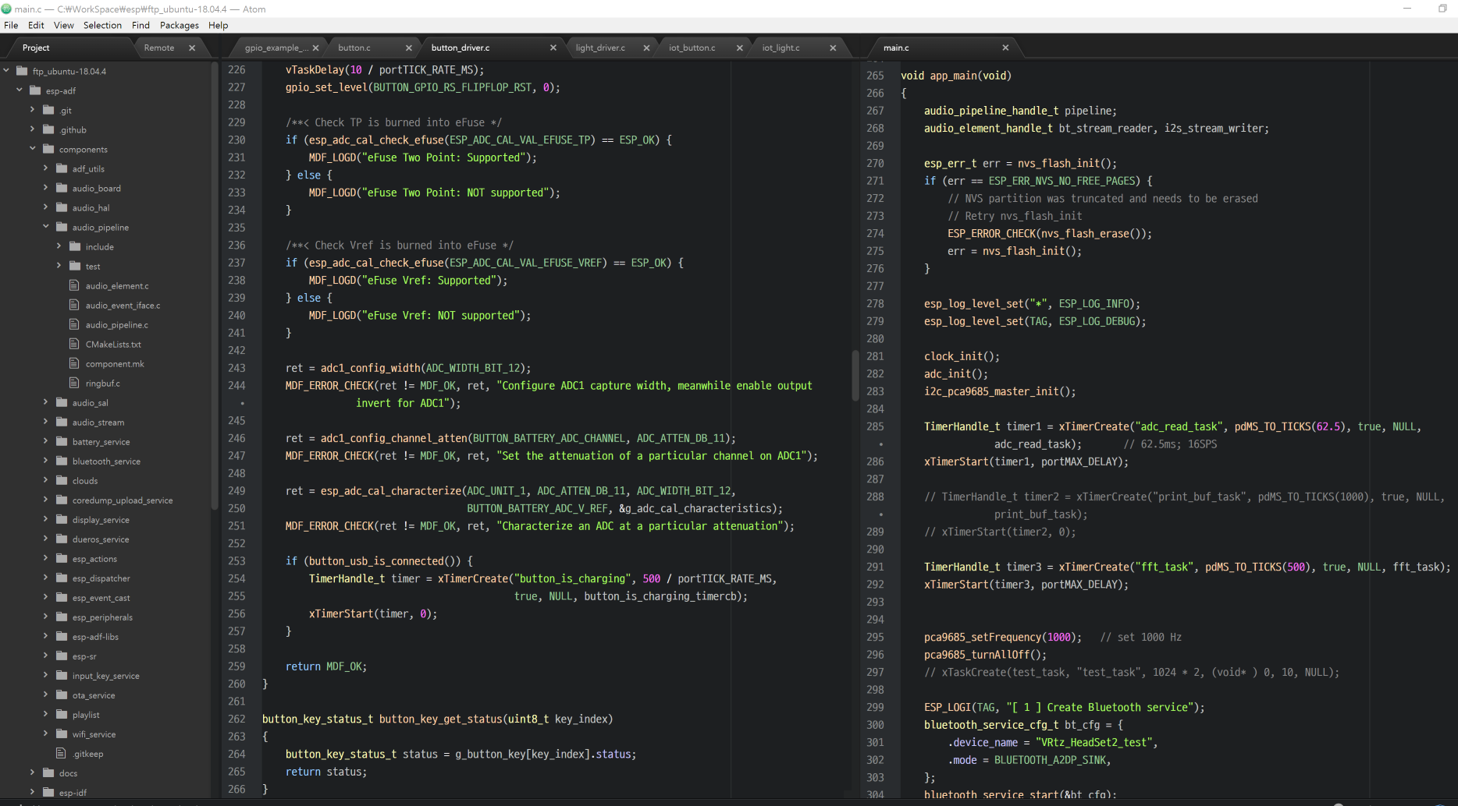 main.c — C:₩WorkSpace₩esp₩ftp_ubuntu-18.04.4 — Atom
File Edit View Selection Find Packages Help
Project Remote
ftp_ubuntu-18.04.4
esp-adf
.git
.github
components
adf_utils
audio_board
audio_hal
audio_pipeline
include
test
audio_element.c
audio_event_iface.c
audio_pipeline.c
CMakeLists.txt
component.mk
ringbuf.c
audio_sal
audio_stream
battery_service
bluetooth_service
clouds
coredump_upload_service
display_service
dueros_service
esp_actions
esp_dispatcher
esp_event_cast
esp_peripherals
esp-adf-libs
esp-sr
input_key_service
ota_service
playlist
wifi_service
.gitkeep
docs
esp-idf
gpio_example_... button.c button_driver.c light_driver.c iot_button.c iot_light.c
226 vTaskDelay(10 / portTICK_RATE_MS);
227 gpio_set_level(BUTTON_GPIO_RS_FLIPFLOP_RST, 0);
228
229 /**< Check TP is burned into eFuse */
230 if (esp_adc_cal_check_efuse(ESP_ADC_CAL_VAL_EFUSE_TP) == ESP_OK) {
231 MDF_LOGD("eFuse Two Point: Supported");
232 } else {
233 MDF_LOGD("eFuse Two Point: NOT supported");
234 }
235
236 /**< Check Vref is burned into eFuse */
237 if (esp_adc_cal_check_efuse(ESP_ADC_CAL_VAL_EFUSE_VREF) == ESP_OK) {
238 MDF_LOGD("eFuse Vref: Supported");
239 } else {
240 MDF_LOGD("eFuse Vref: NOT supported");
241 }
242
243 ret = adc1_config_width(ADC_WIDTH_BIT_12);
244 MDF_ERROR_CHECK(ret != MDF_OK, ret, "Configure ADC1 capture width, meanwhile enable output
• invert for ADC1");
245
246 ret = adc1_config_channel_atten(BUTTON_BATTERY_ADC_CHANNEL, ADC_ATTEN_DB_11);
247 MDF_ERROR_CHECK(ret != MDF_OK, ret, "Set the attenuation of a particular channel on ADC1");
248
249 ret = esp_adc_cal_characterize(ADC_UNIT_1, ADC_ATTEN_DB_11, ADC_WIDTH_BIT_12,
250 BUTTON_BATTERY_ADC_V_REF, &g_adc_cal_characteristics);
251 MDF_ERROR_CHECK(ret != MDF_OK, ret, "Characterize an ADC at a particular attenuation");
252
253 if (button_usb_is_connected()) {
254 TimerHandle_t timer = xTimerCreate("button_is_charging", 500 / portTICK_RATE_MS,
255 true, NULL, button_is_charging_timercb);
256 xTimerStart(timer, 0);
257 }
258
259 return MDF_OK;
260 }
261
262 button_key_status_t button_key_get_status(uint8_t key_index)
263 {
264 button_key_status_t status = g_button_key[key_index].status;
265 return status;
266 }
main.c
265 void app_main(void)
266 {
267 audio_pipeline_handle_t pipeline;
268 audio_element_handle_t bt_stream_reader, i2s_stream_writer;
269
270 esp_err_t err = nvs_flash_init();
271 if (err == ESP_ERR_NVS_NO_FREE_PAGES) {
272 // NVS partition was truncated and needs to be erased
273 // Retry nvs_flash_init
274 ESP_ERROR_CHECK(nvs_flash_erase());
275 err = nvs_flash_init();
276 }
277
278 esp_log_level_set("*", ESP_LOG_INFO);
279 esp_log_level_set(TAG, ESP_LOG_DEBUG);
280
281 clock_init();
282 adc_init();
283 i2c_pca9685_master_init();
284
285 TimerHandle_t timer1 = xTimerCreate("adc_read_task", pdMS_TO_TICKS(62.5), true, NULL,
• adc_read_task); // 62.5ms; 16SPS
286 xTimerStart(timer1, portMAX_DELAY);
287
288 // TimerHandle_t timer2 = xTimerCreate("print_buf_task", pdMS_TO_TICKS(1000), true, NULL,
• print_buf_task);
289 // xTimerStart(timer2, 0);
290
291 TimerHandle_t timer3 = xTimerCreate("fft_task", pdMS_TO_TICKS(500), true, NULL, fft_task);
292 xTimerStart(timer3, portMAX_DELAY);
293
294
295 pca9685_setFrequency(1000); // set 1000 Hz
296 pca9685_turnAllOff();
297 // xTaskCreate(test_task, "test_task", 1024 * 2, (void* ) 0, 10, NULL);
298
299 ESP_LOGI(TAG, "[ 1 ] Create Bluetooth service");
300 bluetooth_service_cfg_t bt_cfg = {
301 .device_name = "VRtz_HeadSet2_test",
302 .mode = BLUETOOTH_A2DP_SINK,
303 };
304 bluetooth_service_start(&bt_cfg);